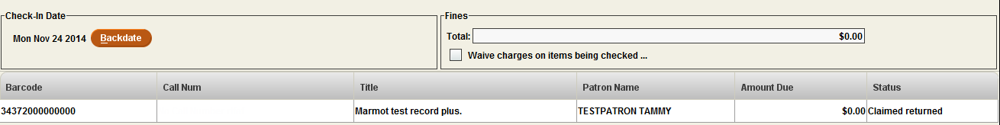 Check-In Date
Mon Nov 24 2014 Backdate
Fines
Total: $0.00
Waive charges on items being checked ...
Barcode Call Num Title Patron Name Amount Due Status
34372000000000 Marmot test record plus. TESTPATRON TAMMY $0.00 Claimed returned